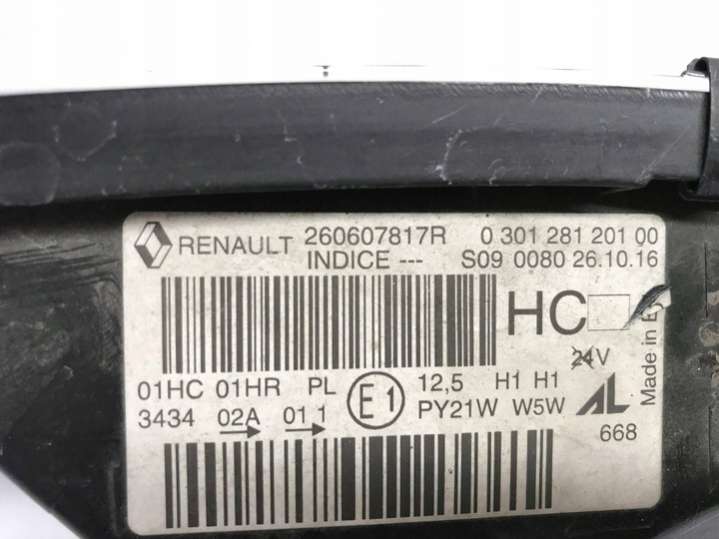 RENAULT 260607817R 0 301 281 201 00
INDICE --- S09 0080 26.10.16
HC
24V
01HC 01HR PL E1 12,5 H1 H1
3434 02A 01 1 PY21W W5W AL
668
Made in